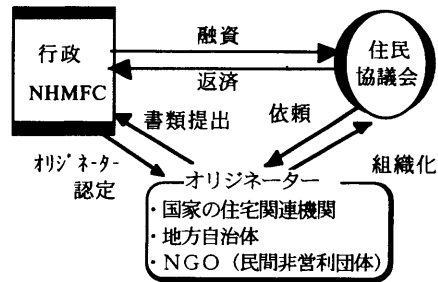 融資
行政
NHMFC
住民
協議会
返済
書類提出
依頼
ｵﾘｼﾞﾈｰﾀｰ
認定
組織化
オリジネーター
・国家の住宅関連機関
・地方自治体
・ＮＧＯ（民間非営利団体）